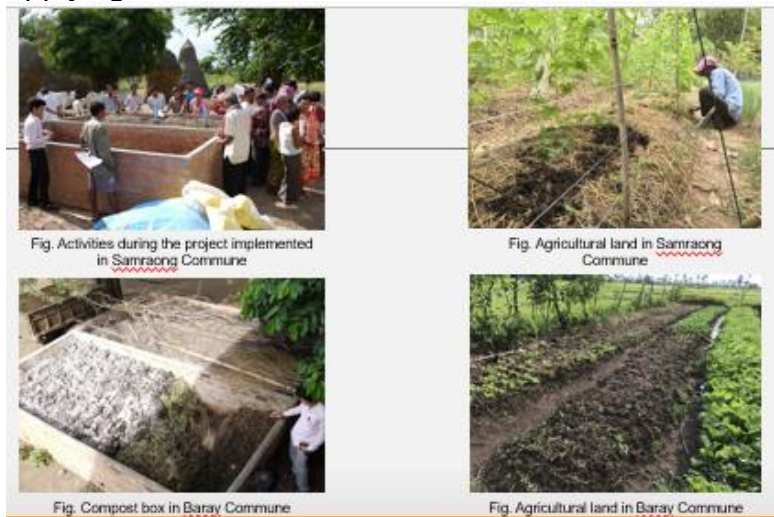 Fig. Activities during the project implemented
in Samraong Commune
Fig. Agricultural land in Samraong
Commune
Fig. Compost box in Baray Commune
Fig. Agricultural land in Baray Commune